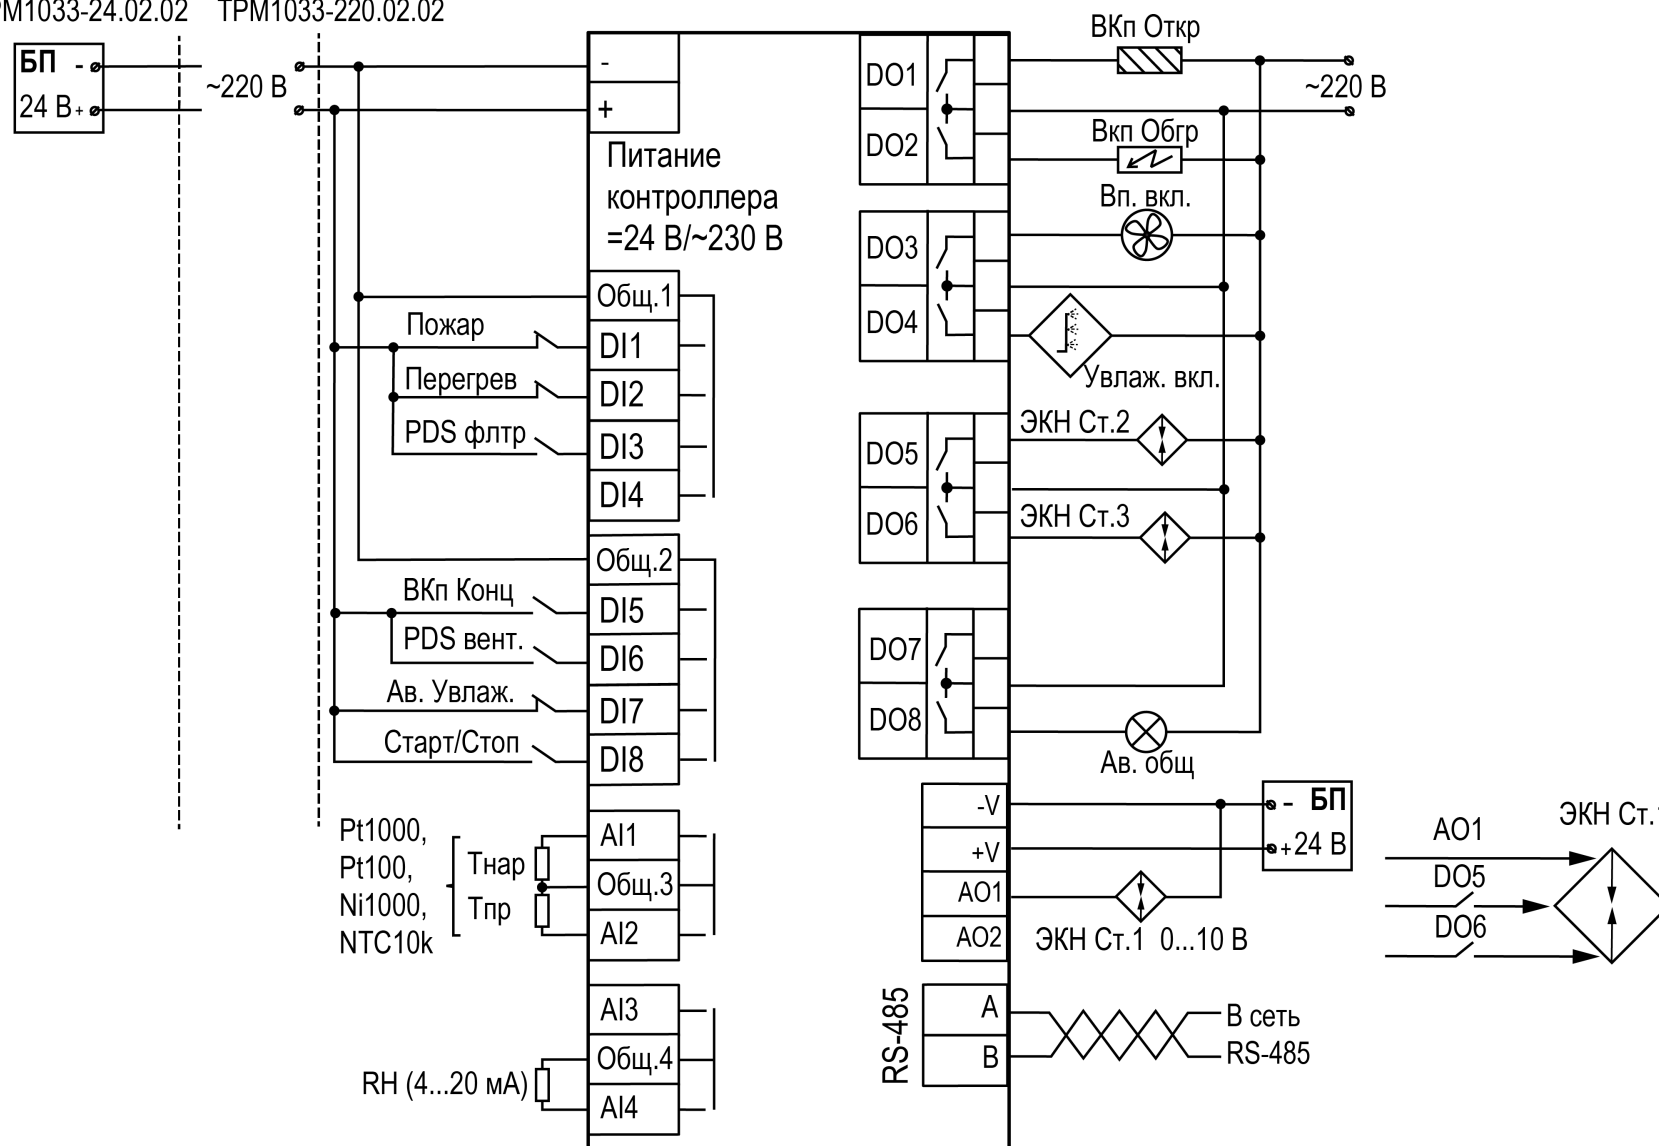 РМ1033-24.02.02 ТРМ1033-220.02.02
БП -
24 В +
~220 В
-
+
Питание
контроллера
=24 В/~230 В
Общ.1
Пожар
DI1
Перегрев
DI2
PDS флтр
DI3
DI4
Общ.2
ВКп Конц
DI5
PDS вент.
DI6
Ав. Увлаж.
DI7
Старт/Стоп
DI8
Pt1000,
Pt100,
Ni1000,
NTC10k
Тнар
Тпр
AI1
Общ.3
AI2
AI3
Общ.4
AI4
RH (4...20 мА)
DO1
DO2
ВКп Откр
~220 В
Вкп Обгр
DO3
DO4
Вп. вкл.
Увлаж. вкл.
DO5
DO6
ЭКН Ст.2
ЭКН Ст.3
DO7
DO8
Ав. общ
-V
+V
AO1
AO2
- БП
+ 24 В
ЭКН Ст.1 0...10 В
RS-485
A
B
В сеть
RS-485
ЭКН Ст.
AO1
DO5
DO6